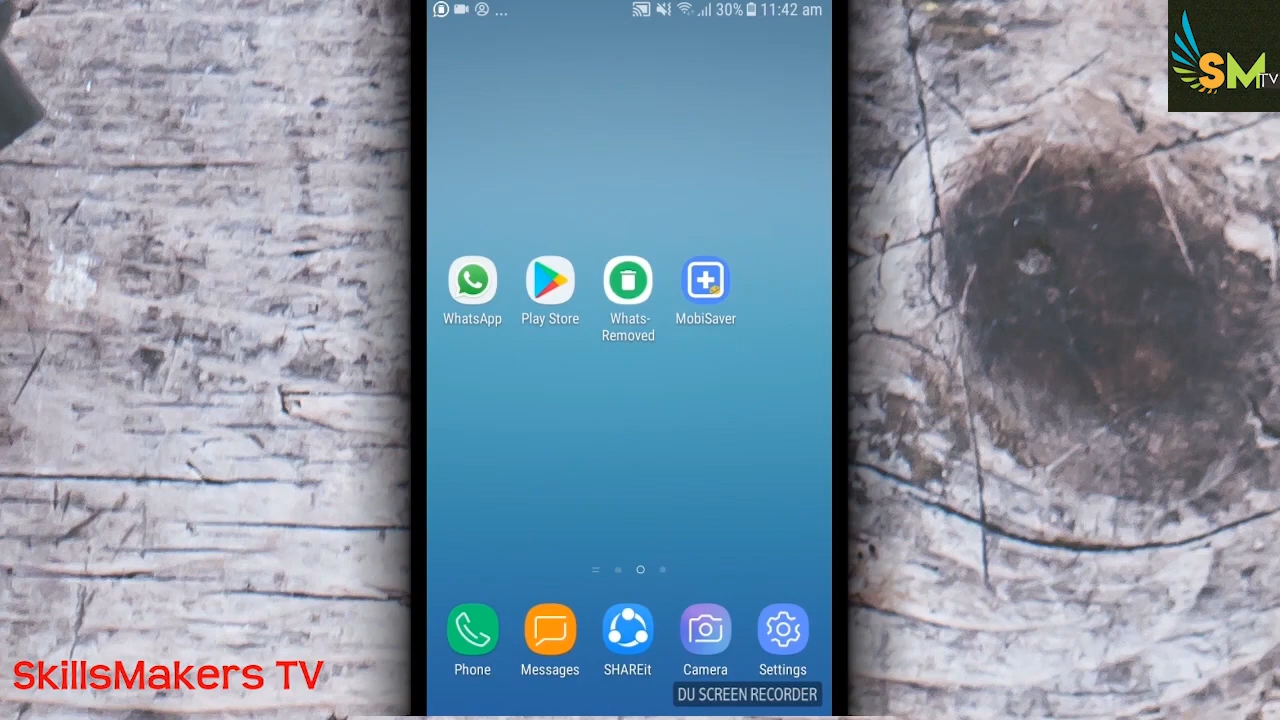 ... 30% 11:42 am
SM TV
WhatsApp Play Store Whats-Removed MobiSaver
Phone Messages SHAREit Camera Settings
SkillsMakers TV
DU SCREEN RECORDER